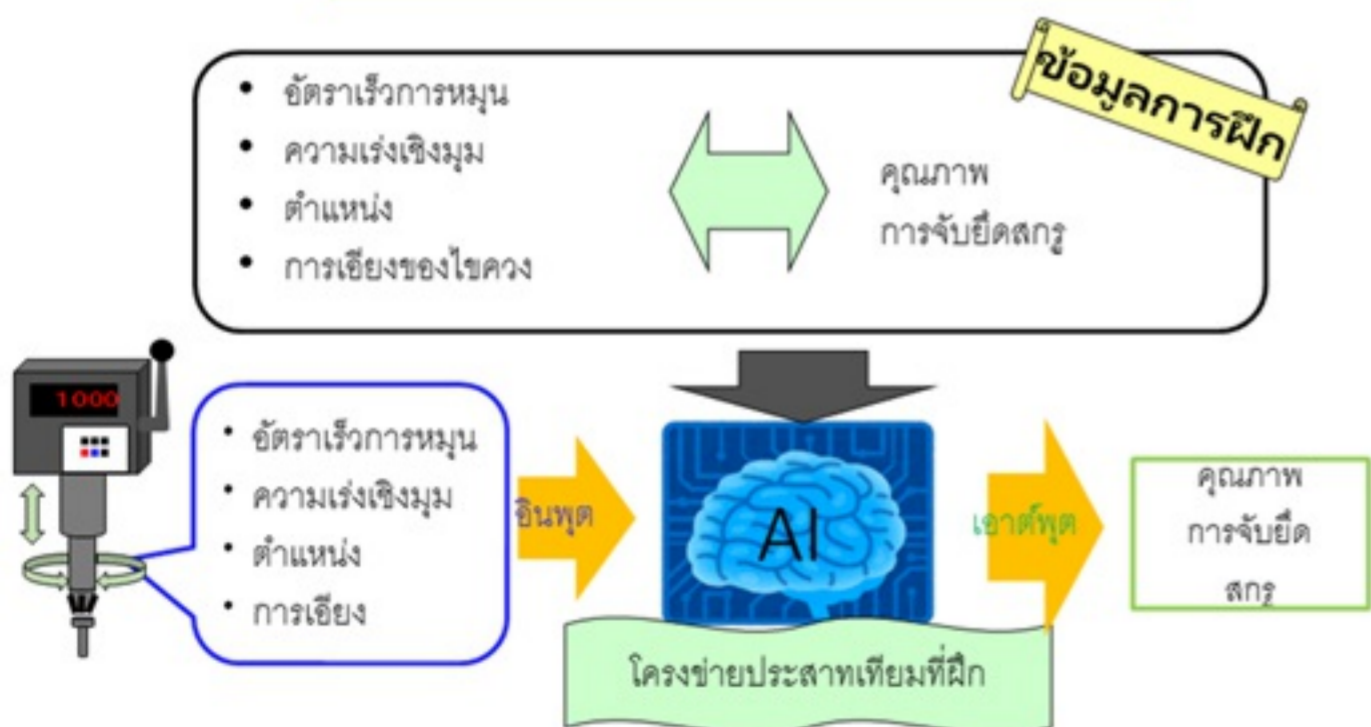 ข้อมูลการฝึก
• อัตราเร็วการหมุน
• ความเร่งเชิงมุม
• ตำแหน่ง
• การเอียงของไขควง
คุณภาพ
การจับยึดสกรู
1000
• อัตราเร็วการหมุน
• ความเร่งเชิงมุม
• ตำแหน่ง
• การเอียง
อินพุต
AI
เอาต์พุต
คุณภาพ
การจับยึด
สกรู
โครงข่ายประสาทเทียมที่ฝึก